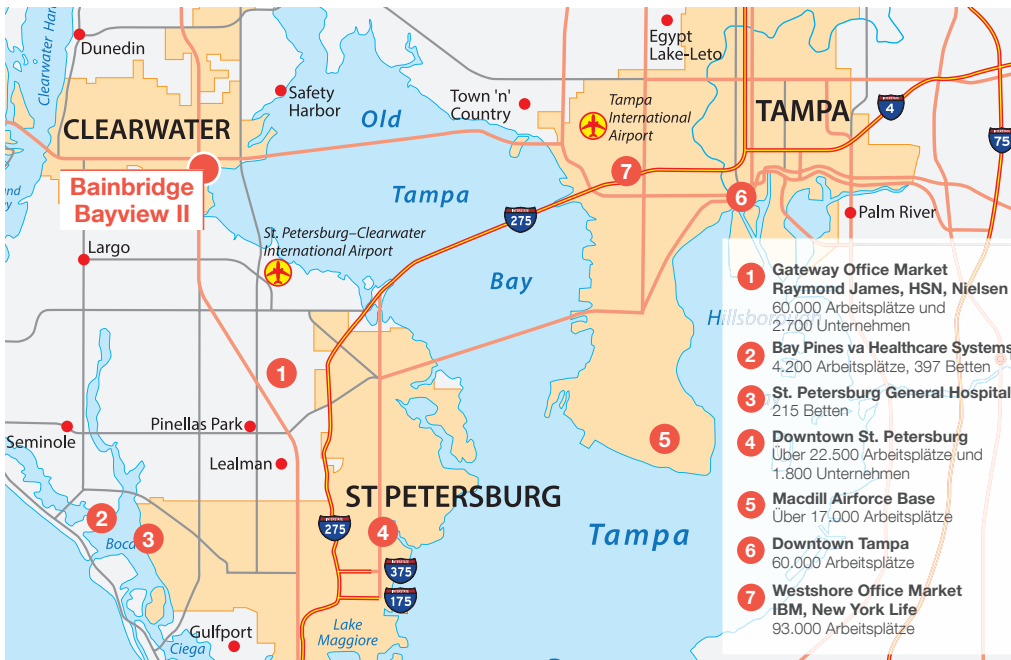 Clearwater Har
Dunedin
Safety
Harbor
Old
Town 'n'
Country
Egypt
Lake-Leto
Tampa
International
Airport
TAMPA
4
75
CLEARWATER
Bainbridge
Bayview II
Tampa
7
6
Palm River
275
Largo
St. Petersburg–Clearwater
International Airport
Bay
1
Seminole
Pinellas Park
Lealman
5
ST PETERSBURG
2
3
Boca
275
4
Tampa
375
175
Gulfport
Lake
Maggiore
Ciega
1 Gateway Office Market
Raymond James, HSN, Nielsen
60.000 Arbeitsplätze und
2.700 Unternehmen
Hillsborough
2 Bay Pines va Healthcare Systems
4.200 Arbeitsplätze, 397 Betten
3 St. Petersburg General Hospital
215 Betten
4 Downtown St. Petersburg
Über 22.500 Arbeitsplätze und
1.800 Unternehmen
5 Macdill Airforce Base
Über 17.000 Arbeitsplätze
6 Downtown Tampa
60.000 Arbeitsplätze
7 Westshore Office Market
IBM, New York Life
93.000 Arbeitsplätze